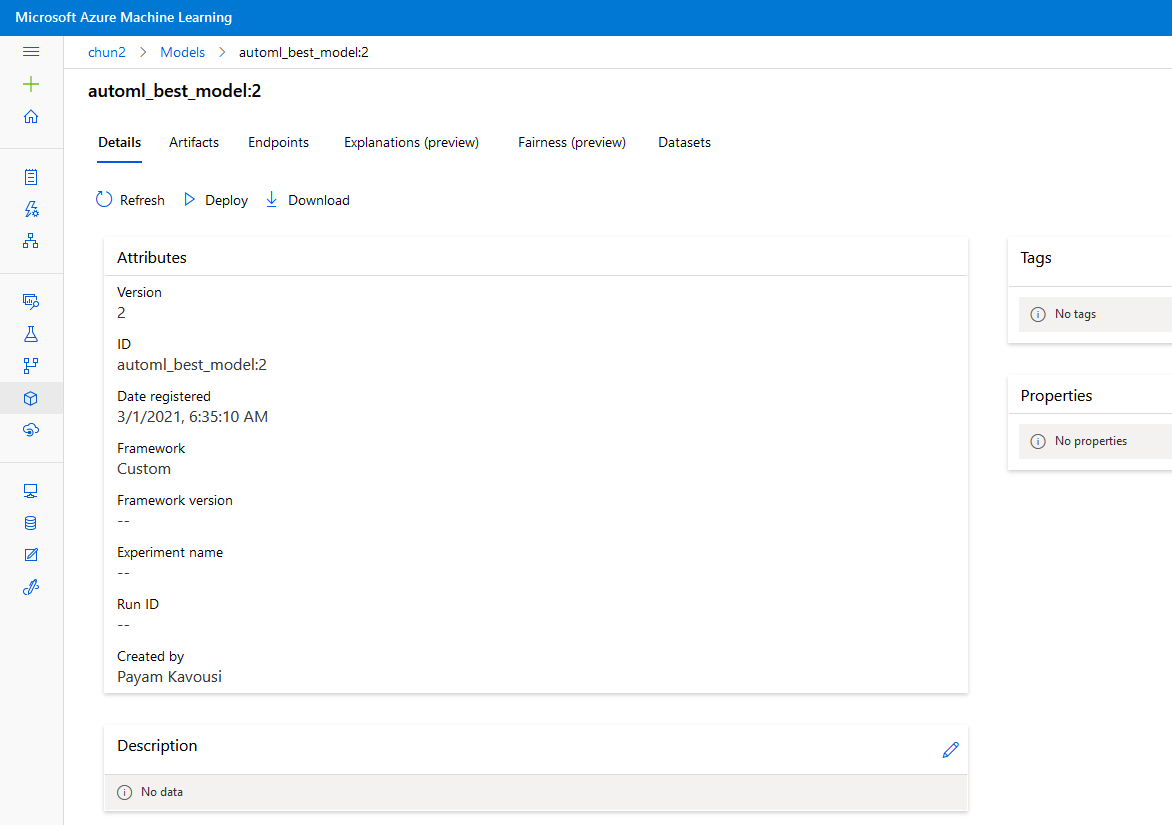 Microsoft Azure Machine Learning
chun2 > Models > automl_best_model:2
automl_best_model:2
Details Artifacts Endpoints Explanations (preview) Fairness (preview) Datasets
Refresh Deploy Download
Attributes
Version
2
ID
automl_best_model:2
Date registered
3/1/2021, 6:35:10 AM
Framework
Custom
Framework version
--
Experiment name
--
Run ID
--
Created by
Payam Kavousi
Tags
No tags
Properties
No properties
Description
No data